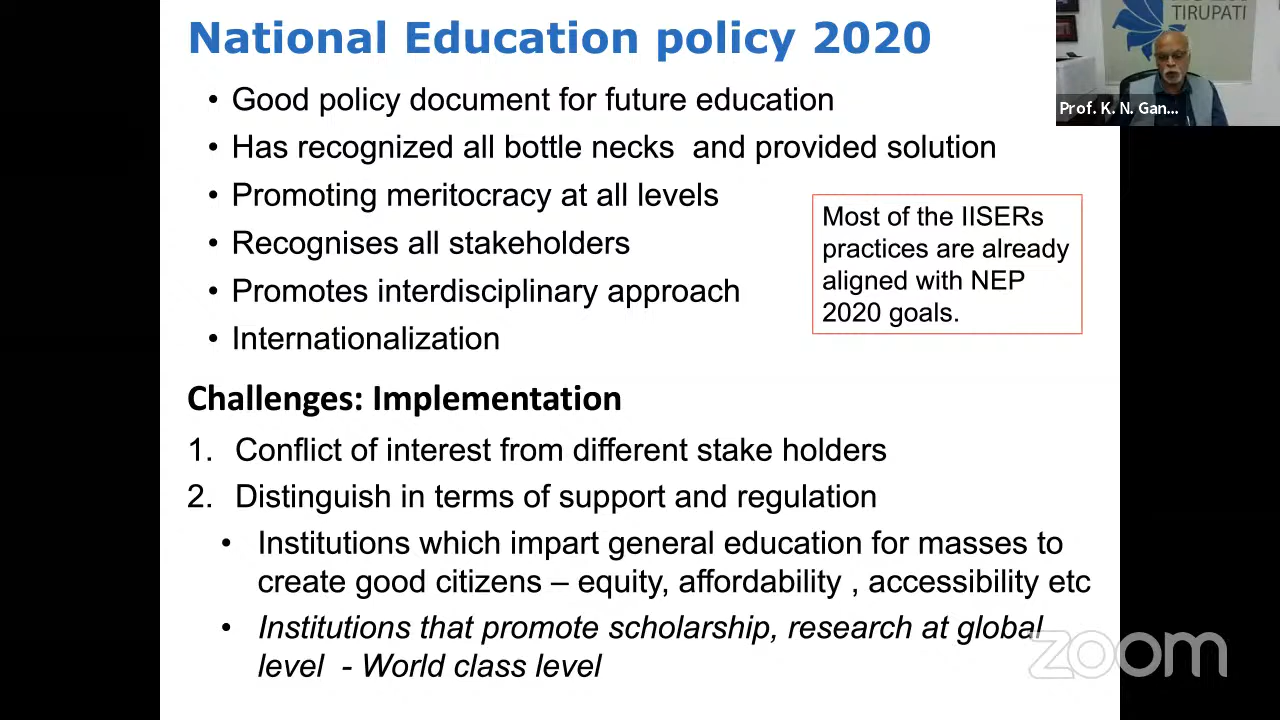 National Education policy 2020
• Good policy document for future education
• Has recognized all bottle necks and provided solution
• Promoting meritocracy at all levels
• Recognises all stakeholders
• Promotes interdisciplinary approach
• Internationalization
Most of the IISERs
practices are already
aligned with NEP
2020 goals.
Challenges: Implementation
1. Conflict of interest from different stake holders
2. Distinguish in terms of support and regulation
• Institutions which impart general education for masses to
create good citizens – equity, affordability , accessibility etc
• Institutions that promote scholarship, research at global
level - World class level
TIRUPATI
Prof. K. N. Gan...
zoom